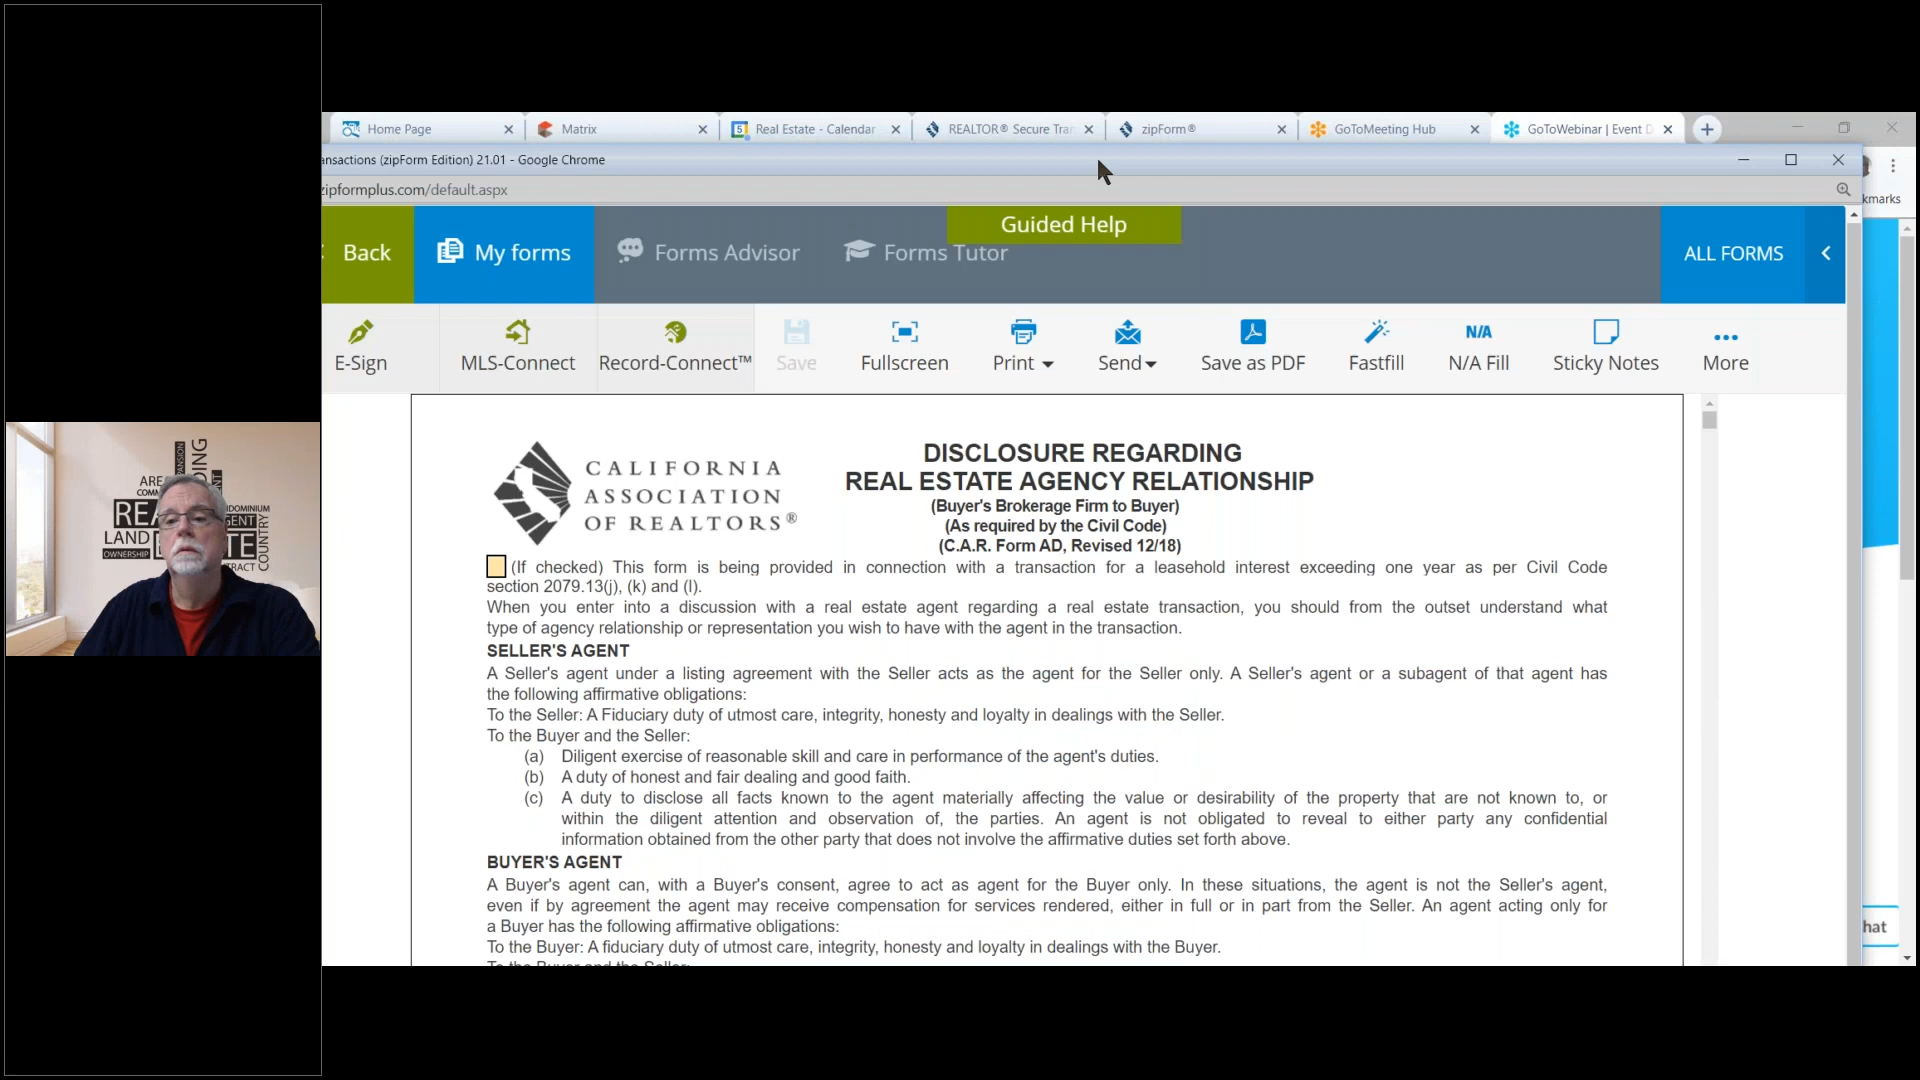 Home Page
Matrix
5 Real Estate - Calendar
REALTOR® Secure Tran
zipForm®
GoToMeeting Hub
GoToWebinar | Event D
ansactions (zipForm Edition) 21.01 - Google Chrome
zipformplus.com/default.aspx
kmarks
Guided Help
Back
My forms
Forms Advisor
Forms Tutor
ALL FORMS
E-Sign
MLS-Connect
Record-Connect™
Save
Fullscreen
Print
Send
Save as PDF
Fastfill
N/A
N/A Fill
Sticky Notes
More
CALIFORNIA
ASSOCIATION
OF REALTORS®
DISCLOSURE REGARDING
REAL ESTATE AGENCY RELATIONSHIP
(Buyer's Brokerage Firm to Buyer)
(As required by the Civil Code)
(C.A.R. Form AD, Revised 12/18)
(If checked) This form is being provided in connection with a transaction for a leasehold interest exceeding one year as per Civil Code
section 2079.13(j), (k) and (l).
When you enter into a discussion with a real estate agent regarding a real estate transaction, you should from the outset understand what
type of agency relationship or representation you wish to have with the agent in the transaction.
SELLER'S AGENT
A Seller's agent under a listing agreement with the Seller acts as the agent for the Seller only. A Seller's agent or a subagent of that agent has
the following affirmative obligations:
To the Seller: A Fiduciary duty of utmost care, integrity, honesty and loyalty in dealings with the Seller.
To the Buyer and the Seller:
(a) Diligent exercise of reasonable skill and care in performance of the agent's duties.
(b) A duty of honest and fair dealing and good faith.
(c) A duty to disclose all facts known to the agent materially affecting the value or desirability of the property that are not known to, or
within the diligent attention and observation of, the parties. An agent is not obligated to reveal to either party any confidential
information obtained from the other party that does not involve the affirmative duties set forth above.
BUYER'S AGENT
A Buyer's agent can, with a Buyer's consent, agree to act as agent for the Buyer only. In these situations, the agent is not the Seller's agent,
even if by agreement the agent may receive compensation for services rendered, either in full or in part from the Seller. An agent acting only for
a Buyer has the following affirmative obligations:
To the Buyer: A fiduciary duty of utmost care, integrity, honesty and loyalty in dealings with the Buyer.
To the Buyer and the Seller:
hat
ARE
REA
LAND
OWNERSHIP
COUNTRY